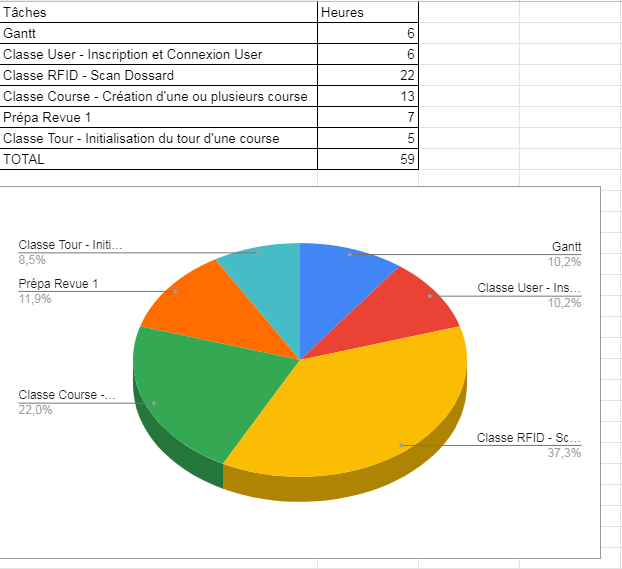 Tâches Heures
Gantt 6
Classe User - Inscription et Connexion User 6
Classe RFID - Scan Dossard 22
Classe Course - Création d'une ou plusieurs course 13
Prépa Revue 1 7
Classe Tour - Initialisation du tour d'une course 5
TOTAL 59
Classe Tour - Initi...
8,5%
Gantt
10,2%
Prépa Revue 1
11,9%
Classe User - Ins...
10,2%
Classe Course -...
22,0%
Classe RFID - Sc...
37,3%